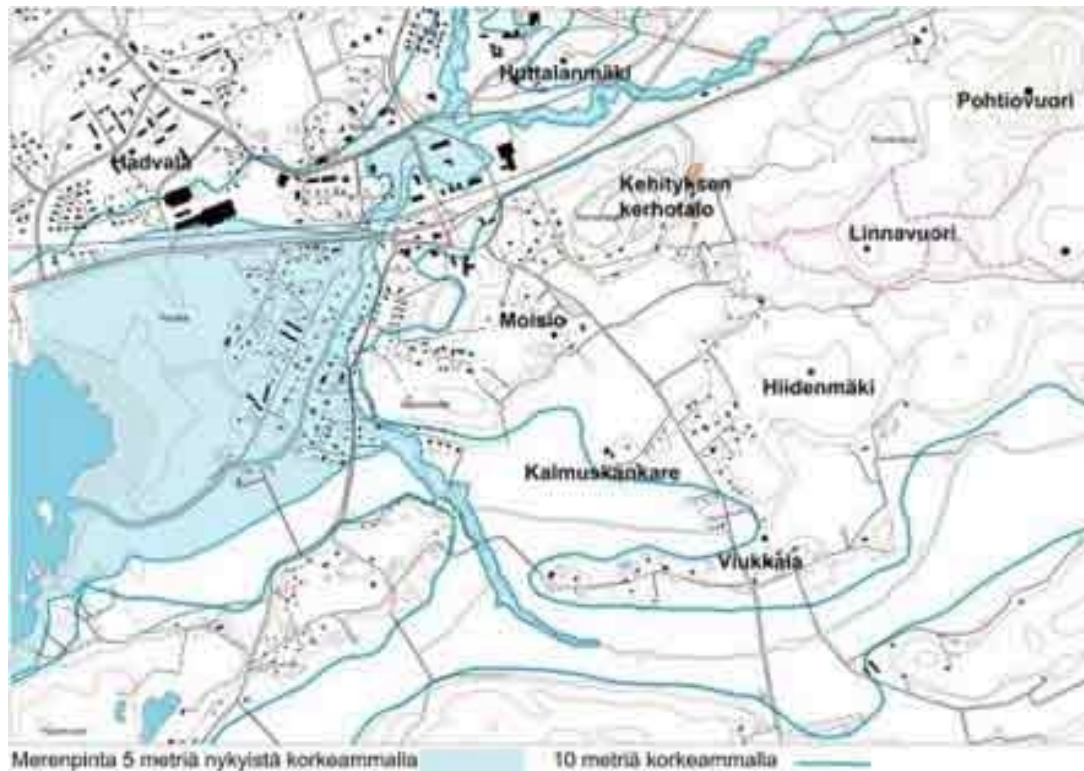 Huttalanmäki
Pohtiovuori
Hadvala
Kehityksen
kerhotalo
Linnavuori
Moisio
Hiidenmäki
Kalmuskankare
Viukkala
Merenpinta 5 metriä nykyistä korkeammalla
10 metriä korkeammalla